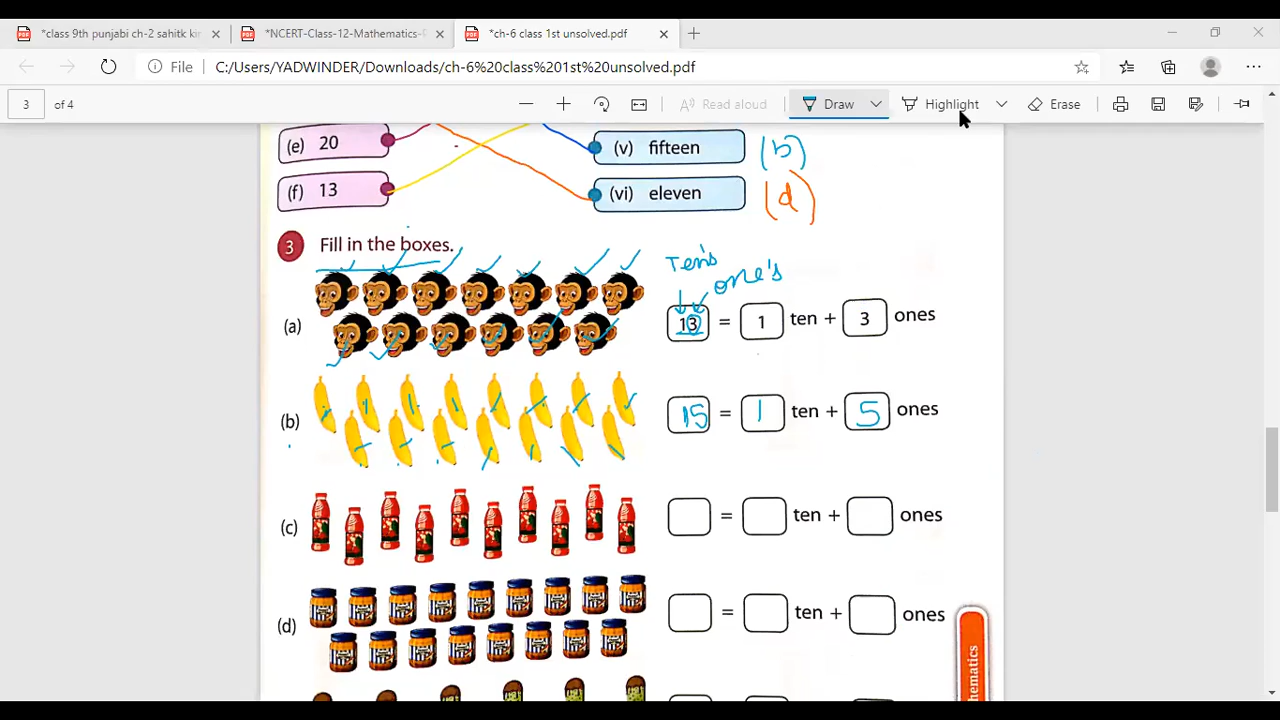 *class 9th punjabi ch-2 sahitk kir
*NCERT-Class-12-Mathematics-
*ch-6 class 1st unsolved.pdf
File C:/Users/YADWINDER/Downloads/ch-6%20class%201st%20unsolved.pdf
3 of 4 Read aloud Draw Highlight Erase
(e) 20 (v) fifteen (b)
(f) 13 (vi) eleven (d)
3 Fill in the boxes.
Ten's one's
(a) 13 = 1 ten + 3 ones
(b) 15 = 1 ten + 5 ones
(c) = ten + ones
(d) = ten + ones
hematics